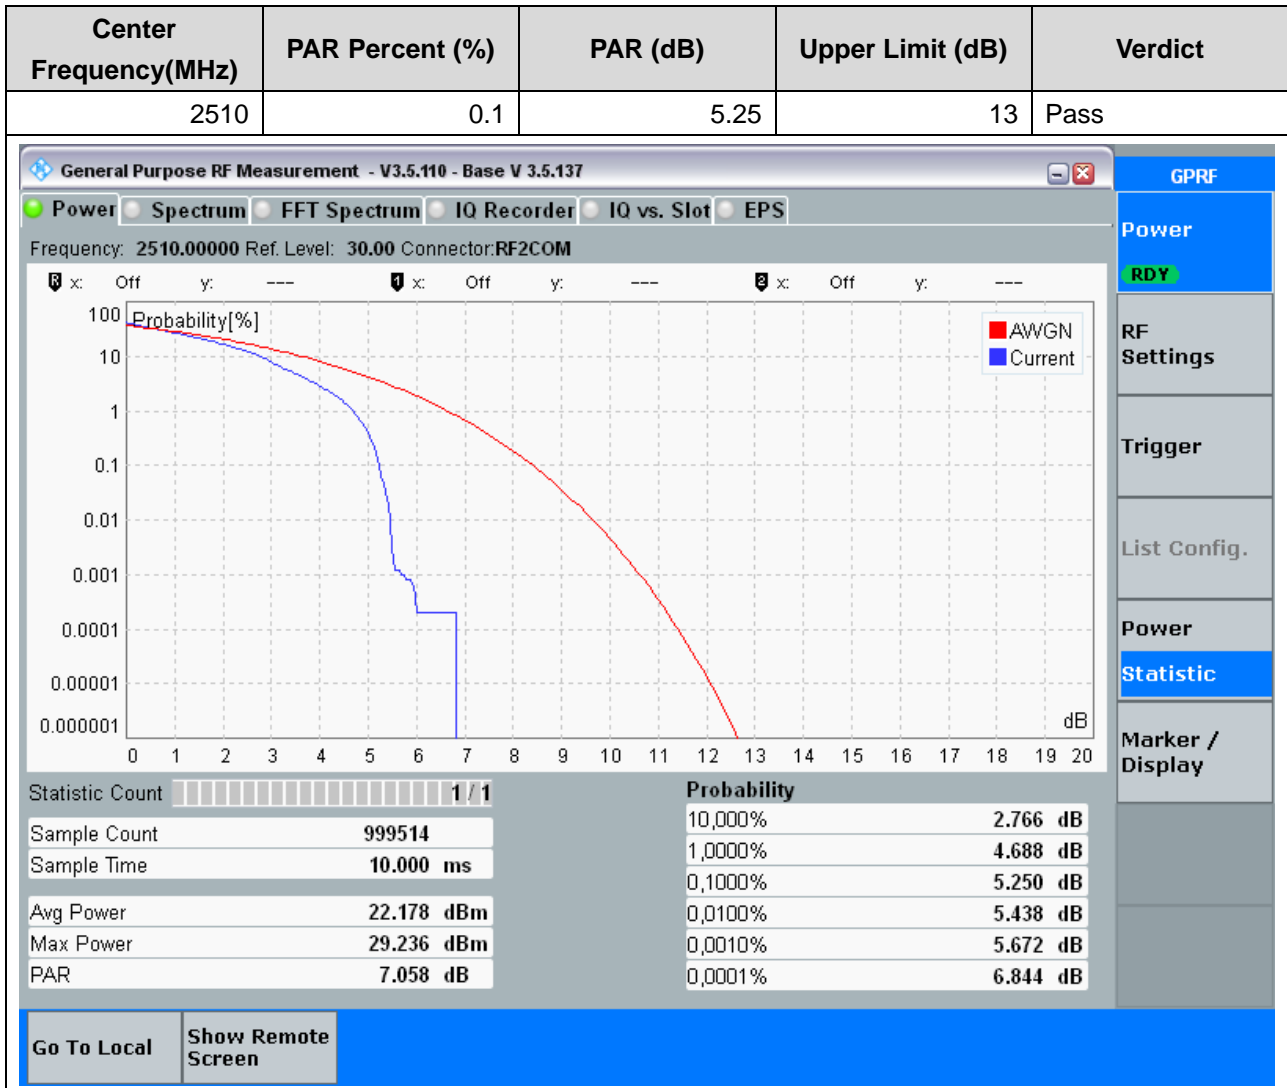 Center Frequency(MHz) PAR Percent (%) PAR (dB) Upper Limit (dB) Verdict
2510 0.1 5.25 13 Pass
General Purpose RF Measurement - V3.5.110 - Base V 3.5.137
GPRF
Power Spectrum FFT Spectrum IQ Recorder IQ vs. Slot EPS
Frequency: 2510.00000 Ref. Level: 30.00 Connector:RF2COM
R x: Off y: --- 1 x: Off y: --- 2 x: Off y: ---
Probability[%]
AWGN
Current
100
10
1
0.1
0.01
0.001
0.0001
0.00001
0.000001
dB
0 1 2 3 4 5 6 7 8 9 10 11 12 13 14 15 16 17 18 19 20
Statistic Count 1 / 1
Sample Count 999514
Sample Time 10.000 ms
Avg Power 22.178 dBm
Max Power 29.236 dBm
PAR 7.058 dB
Probability
10,000% 2.766 dB
1,0000% 4.688 dB
0,1000% 5.250 dB
0,0100% 5.438 dB
0,0010% 5.672 dB
0,0001% 6.844 dB
Power
RDY
RF
Settings
Trigger
List Config.
Power
Statistic
Marker /
Display
Go To Local
Show Remote
Screen